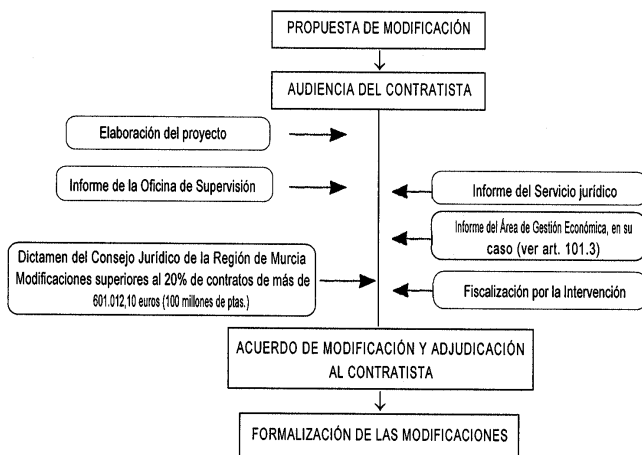 PROPUESTA DE MODIFICACIÓN
AUDIENCIA DEL CONTRATISTA
Elaboración del proyecto
Informe de la Oficina de Supervisión
Informe del Servicio jurídico
Informe del Área de Gestión Económica, en su
caso (ver art. 101.3)
Dictamen del Consejo Jurídico de la Región de Murcia
Modificaciones superiores al 20% de contratos de más de
601.012,10 euros (100 millones de ptas.)
Fiscalización por la Intervención
ACUERDO DE MODIFICACIÓN Y ADJUDICACIÓN
AL CONTRATISTA
FORMALIZACIÓN DE LAS MODIFICACIONES